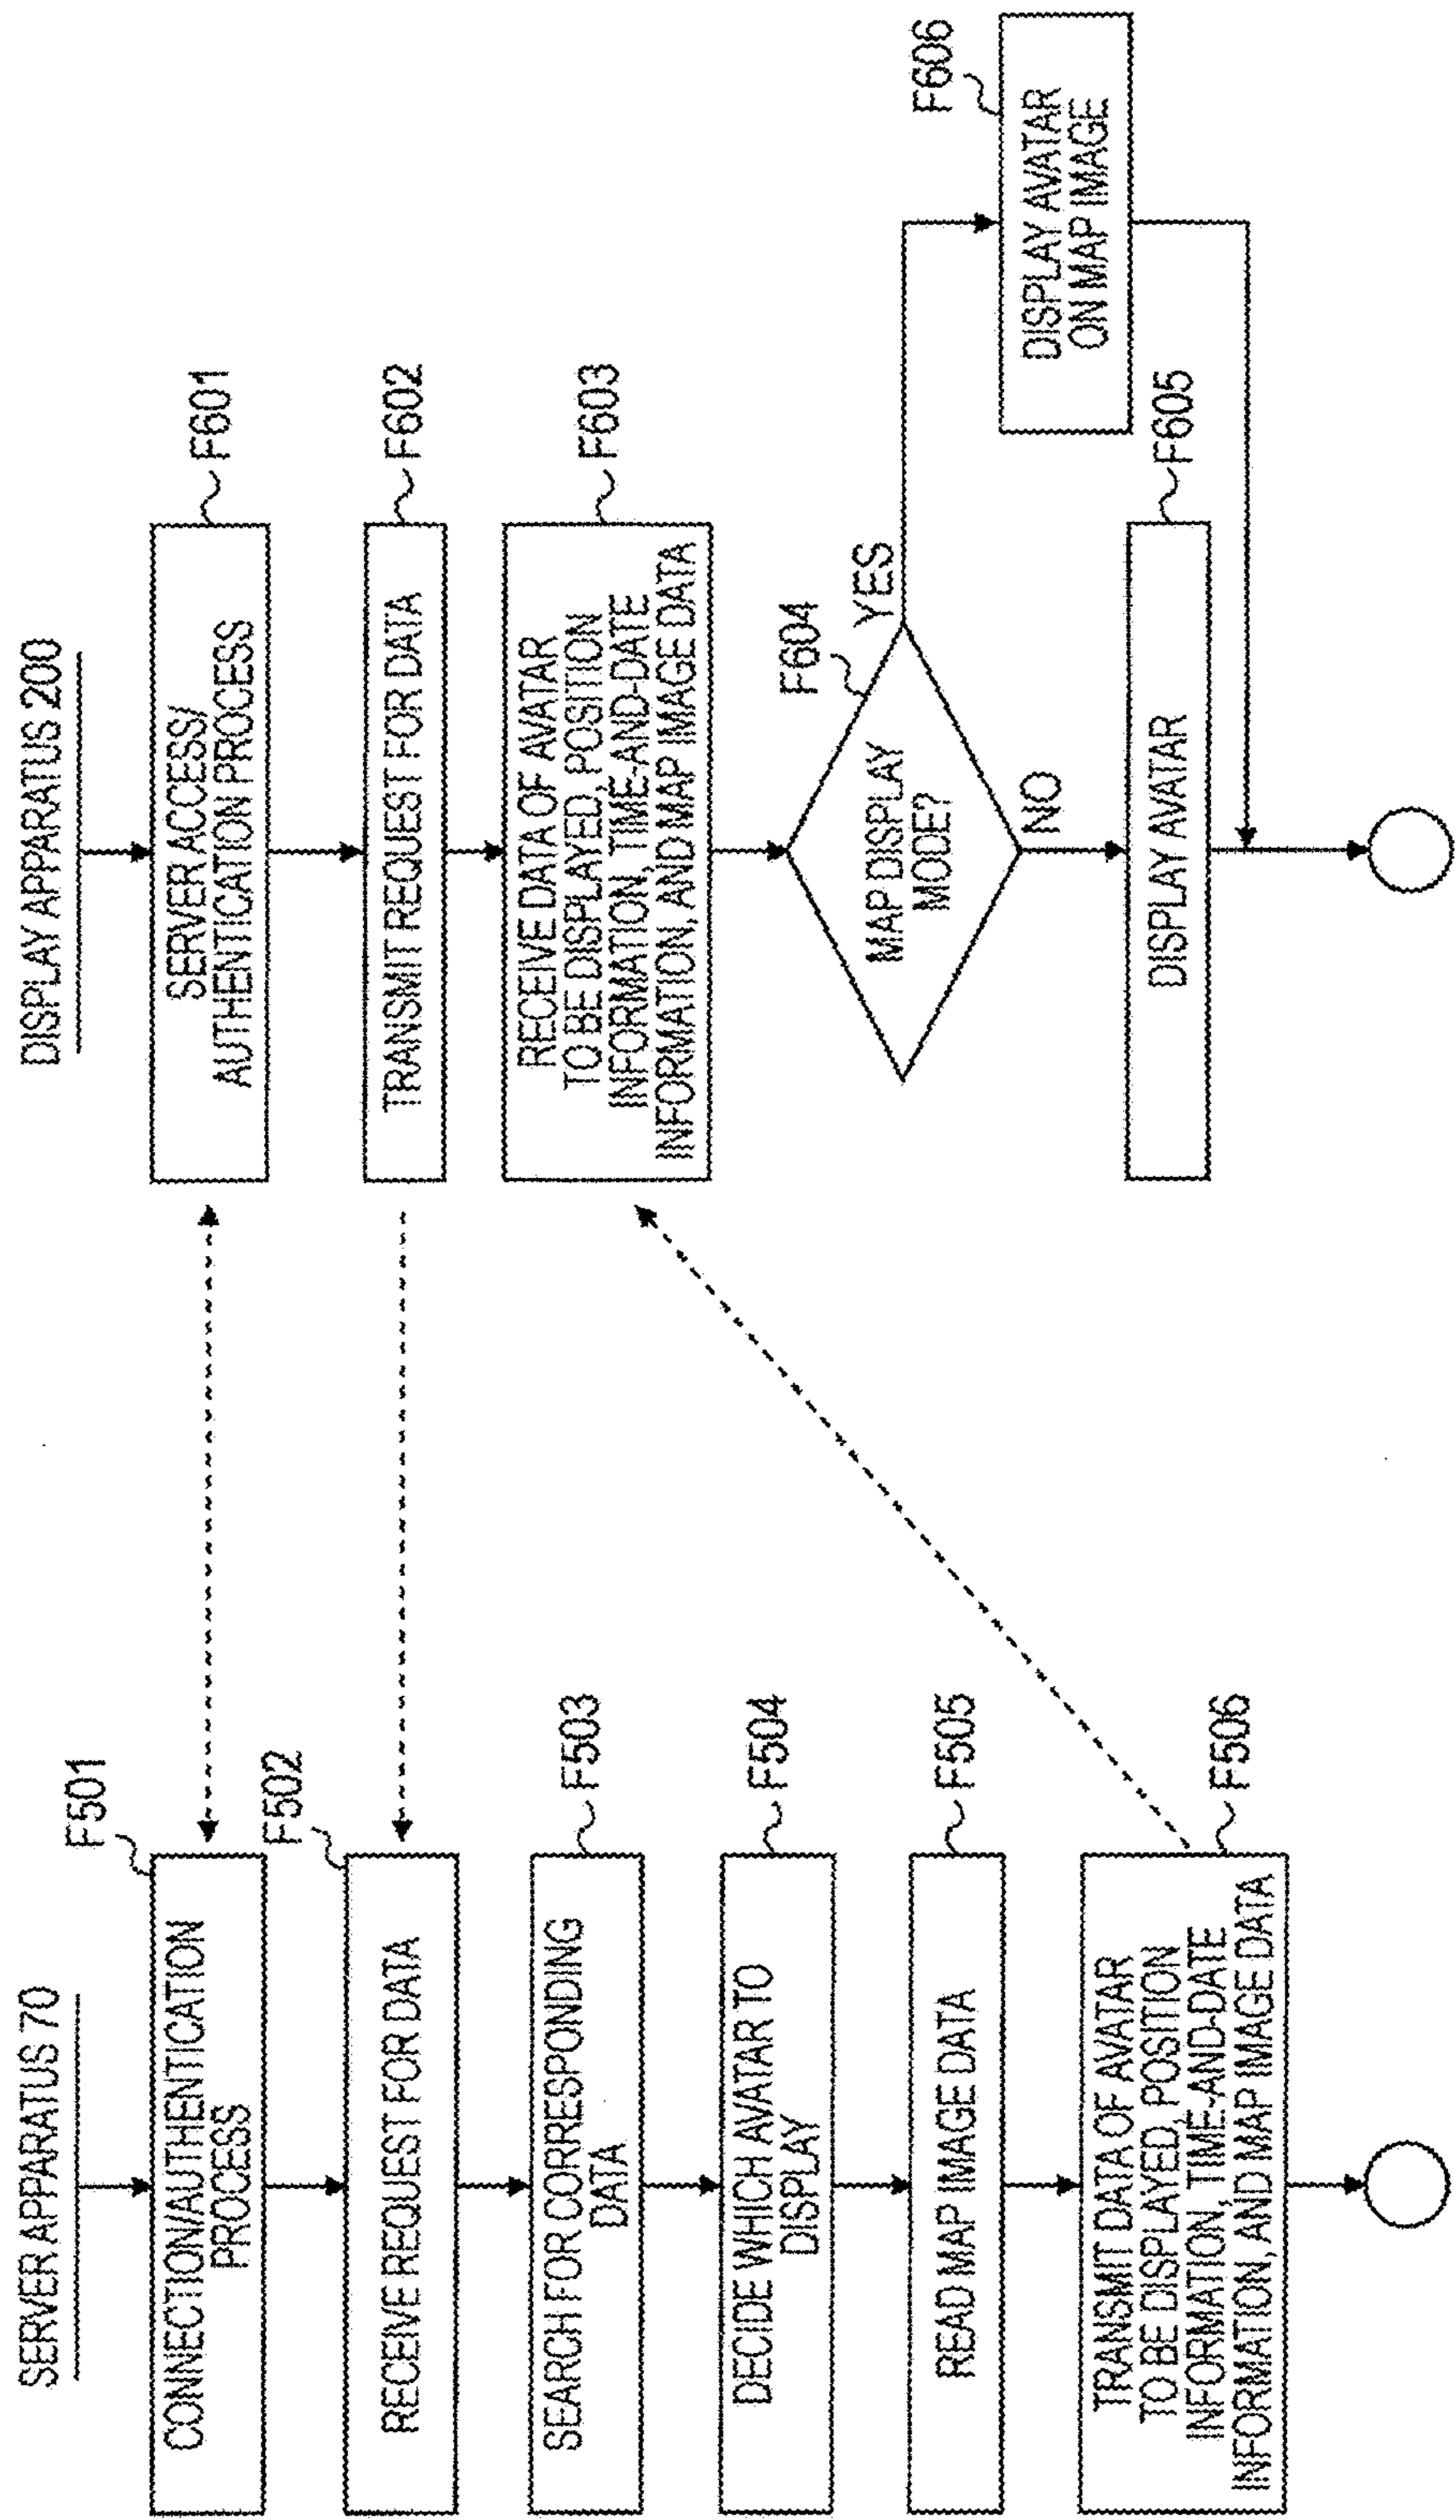 SERVER APPARATUS 70
F501
CONNECTION/AUTHENTICATION
PROCESS
F502
RECEIVE REQUEST FOR DATA
F503
SEARCH FOR CORRESPONDING
DATA
F504
DECIDE WHICH AVATAR TO
DISPLAY
F505
READ MAP IMAGE DATA
F506
TRANSMIT DATA OF AVATAR
TO BE DISPLAYED, POSITION
INFORMATION, TIME-AND-DATE
INFORMATION, AND MAP IMAGE DATA
DISPLAY APPARATUS 200
F601
SERVER ACCESS/
AUTHENTICATION PROCESS
F602
TRANSMIT REQUEST FOR DATA
F603
RECEIVE DATA OF AVATAR
TO BE DISPLAYED, POSITION
INFORMATION, TIME-AND-DATE
INFORMATION, AND MAP IMAGE DATA
F604
MAP DISPLAY
MODE?
YES
NO
F605
DISPLAY AVATAR
F606
DISPLAY AVATAR
ON MAP IMAGE